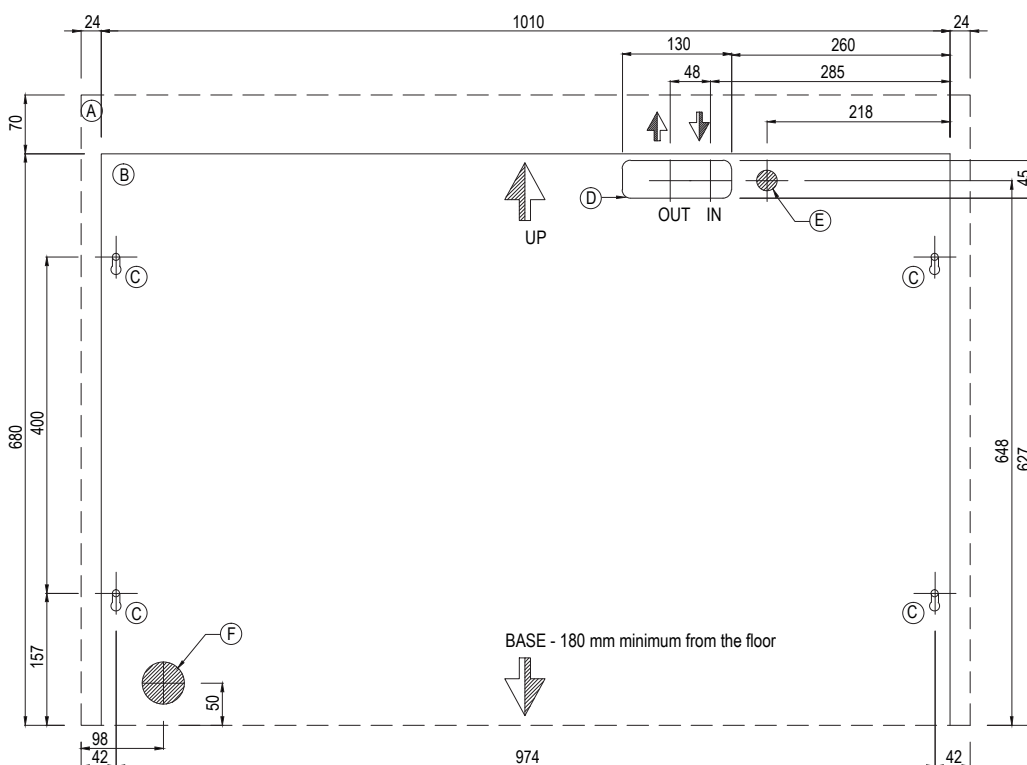 24 1010 24
130 260
48 285
218
70
A
B
D
OUT IN
E
45
UP
C
C
680
400
648
627
C
C
F
157
50
BASE - 180 mm minimum from the floor
98
42 974 42